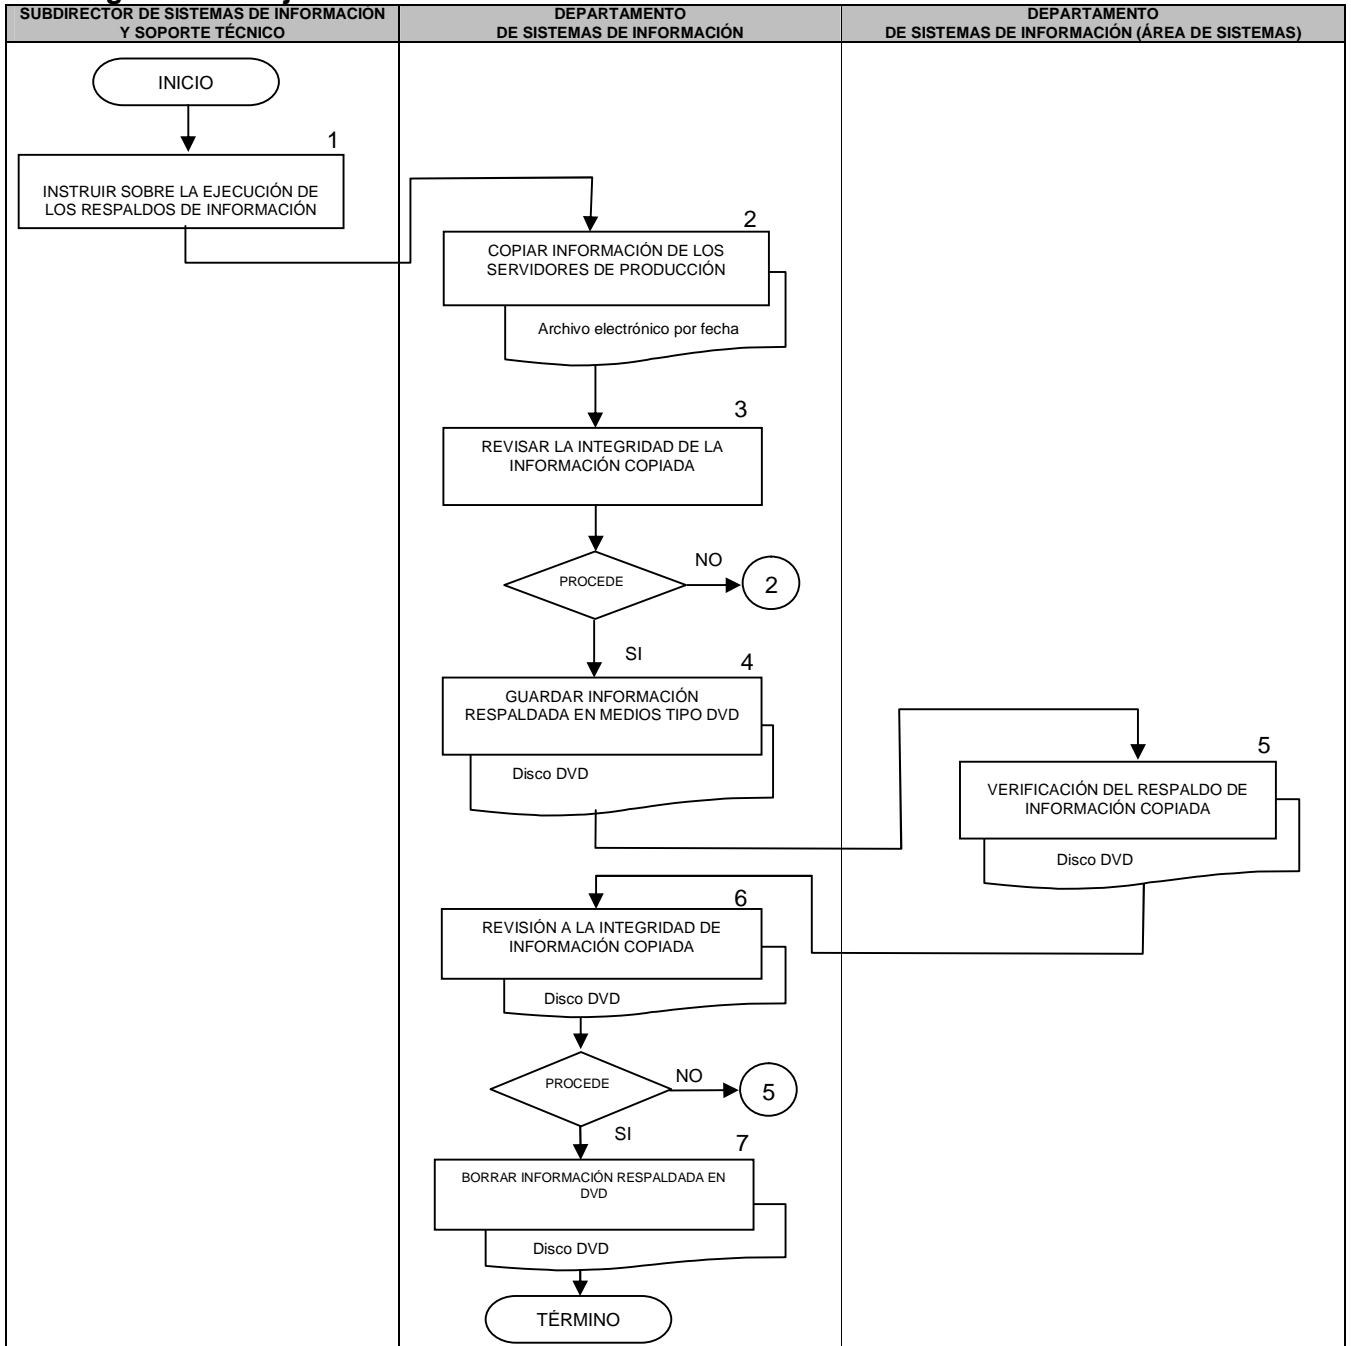 SUBDIRECTOR DE SISTEMAS DE INFORMACIÓN
Y SOPORTE TÉCNICO
DEPARTAMENTO
DE SISTEMAS DE INFORMACIÓN
DEPARTAMENTO
DE SISTEMAS DE INFORMACIÓN (ÁREA DE SISTEMAS)
INICIO
1
INSTRUIR SOBRE LA EJECUCIÓN DE
LOS RESPALDOS DE INFORMACIÓN
2
COPIAR INFORMACIÓN DE LOS
SERVIDORES DE PRODUCCIÓN
Archivo electrónico por fecha
3
REVISAR LA INTEGRIDAD DE LA
INFORMACIÓN COPIADA
PROCEDE
NO
2
SI
4
GUARDAR INFORMACIÓN
RESPALDADA EN MEDIOS TIPO DVD
Disco DVD
5
VERIFICACIÓN DEL RESPALDO DE
INFORMACIÓN COPIADA
Disco DVD
6
REVISIÓN A LA INTEGRIDAD DE
INFORMACIÓN COPIADA
Disco DVD
PROCEDE
NO
5
SI
7
BORRAR INFORMACIÓN RESPALDADA EN
DVD
Disco DVD
TÉRMINO